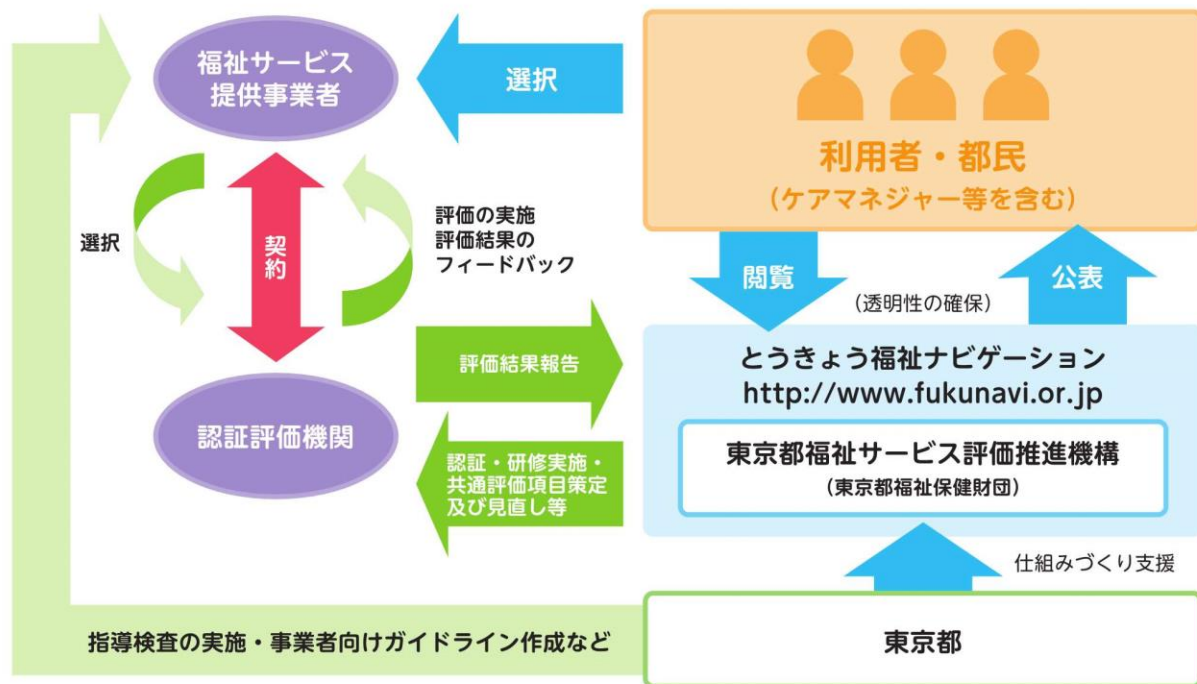 福祉サービス
提供事業者
選択
利用者・都民
（ケアマネジャー等を含む）
選択
契約
評価の実施
評価結果の
フィードバック
閲覧
（透明性の確保）
公表
評価結果報告
とうきょう福祉ナビゲーション
http://www.fukunavi.or.jp
認証評価機関
認証・研修実施・
共通評価項目策定
及び見直し等
東京都福祉サービス評価推進機構
（東京都福祉保健財団）
仕組みづくり支援
指導検査の実施・事業者向けガイドライン作成など
東京都